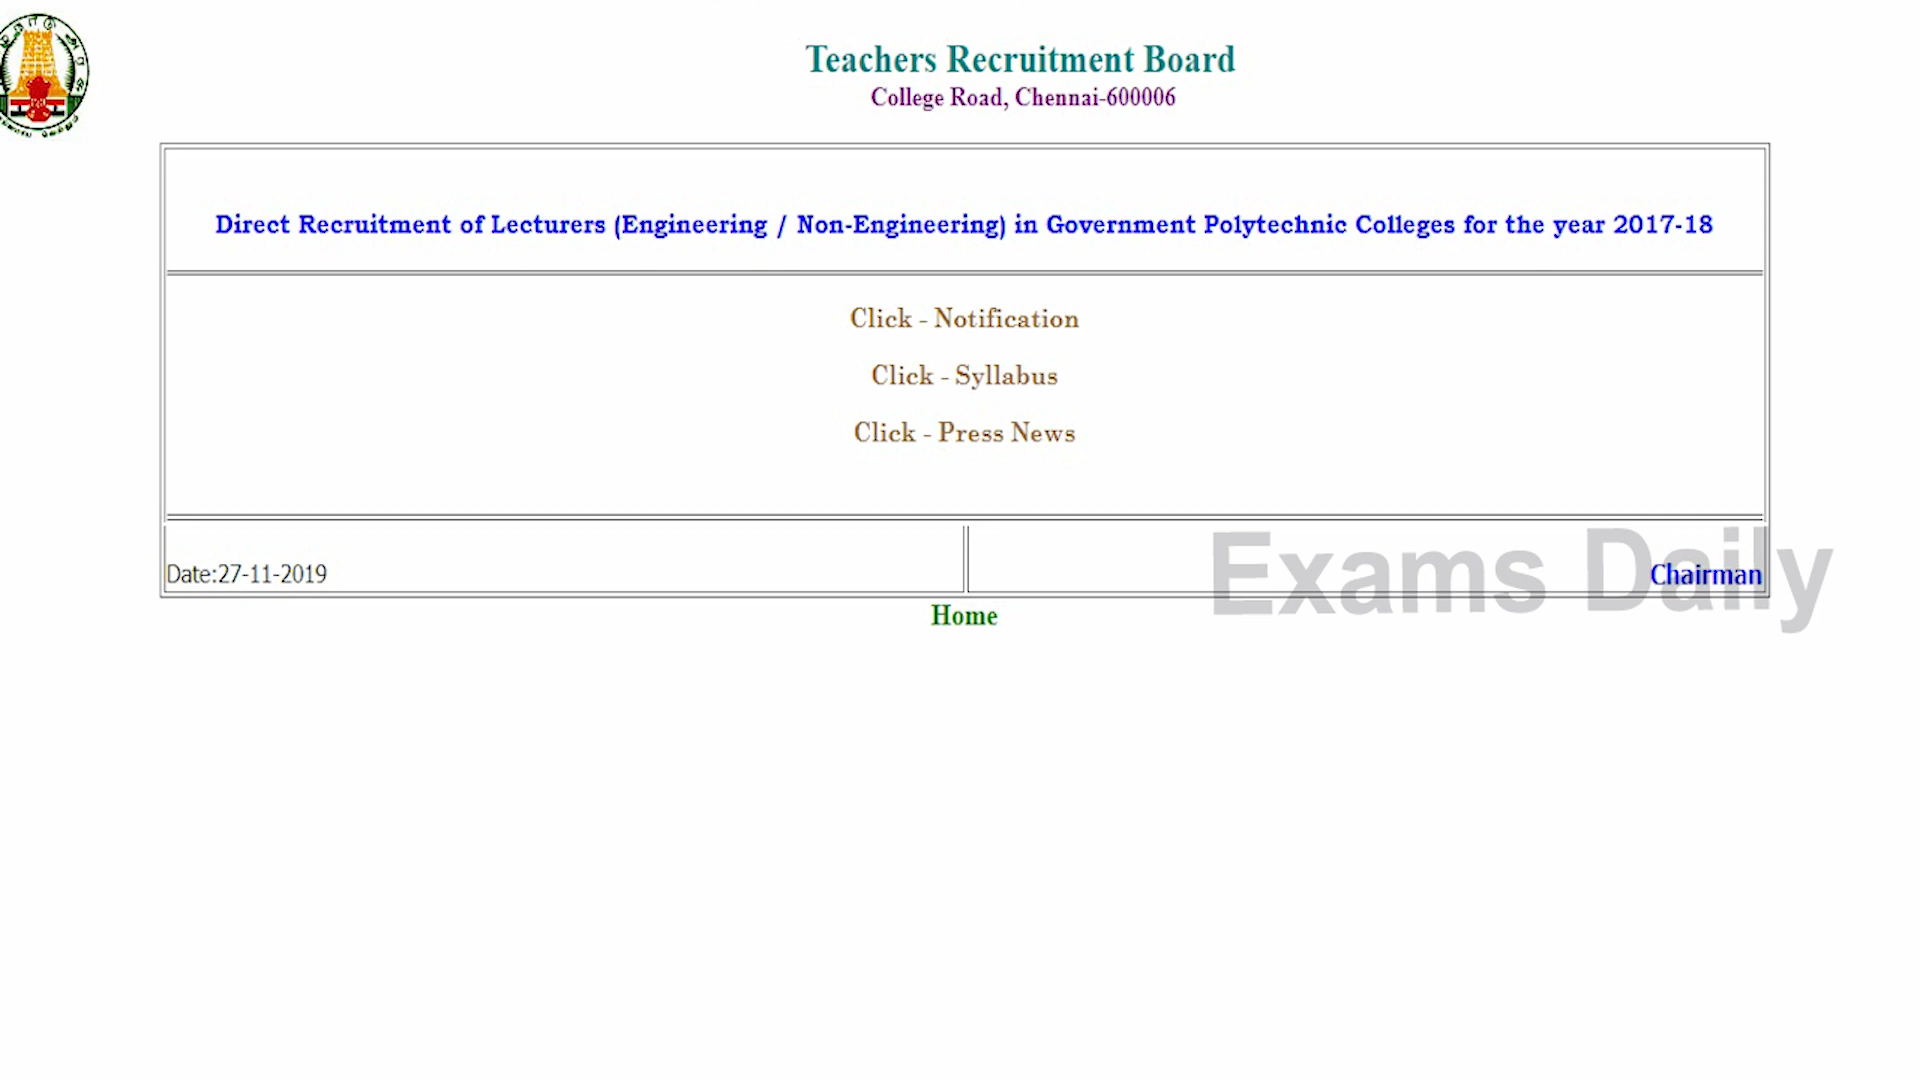 Teachers Recruitment Board
College Road, Chennai-600006
Direct Recruitment of Lecturers (Engineering / Non-Engineering) in Government Polytechnic Colleges for the year 2017-18
Click - Notification
Click - Syllabus
Click - Press News
Date:27-11-2019
Chairman
Exams Daily
Home